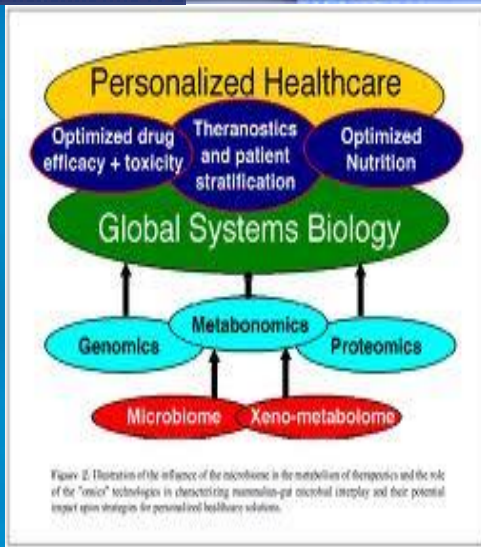 Personalized Healthcare
Optimized drug
efficacy + toxicity
Theranostics
and patient
stratification
Optimized
Nutrition
Global Systems Biology
Metabonomics
Genomics
Proteomics
Microbiome
Xeno-metabolome
Figure 2. Illustration of the influence of the microbiome in the metabolism of therapeutics and the role
of the "omics" technologies in characterizing mammalian-gut microbial interplay and their potential
impact upon strategies for personalized healthcare solutions.